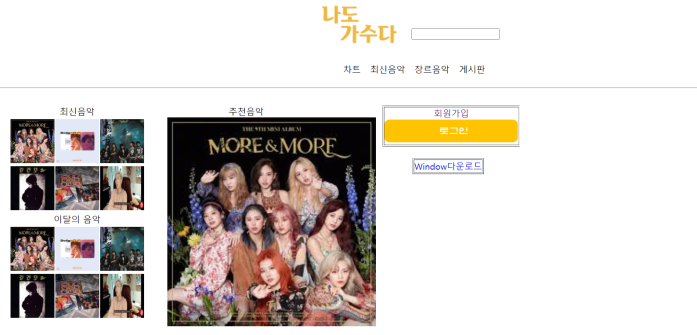 나도
가수다
차트 최신음악 장르음악 게시판
최신음악
추천음악
THE 9TH MINI ALBUM
MORE & MORE
이달의 음악
회원가입
로그인
Window다운로드